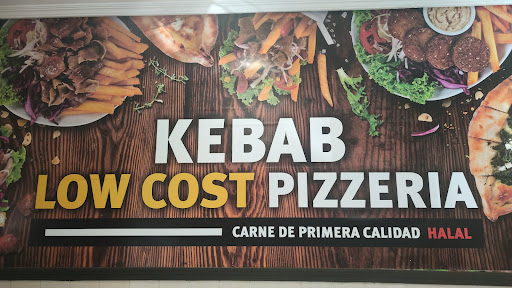 KEBAB
LOW COST PIZZERIA
CARNE DE PRIMERA CALIDAD HALAL